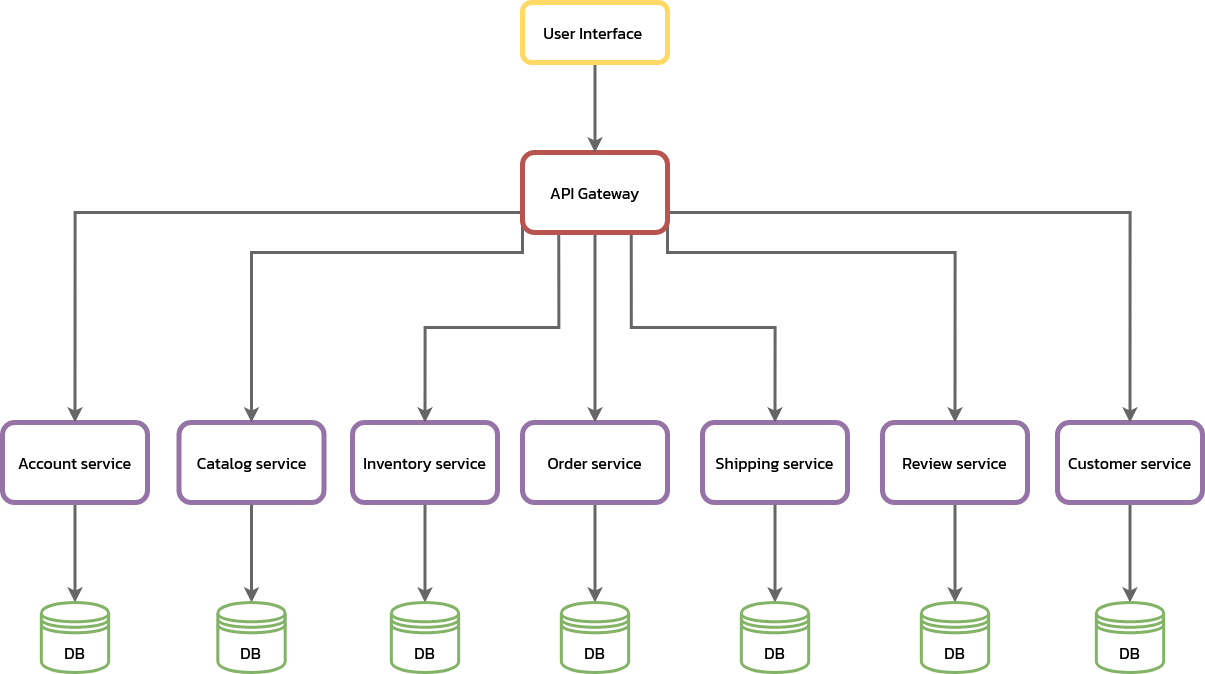 User Interface
API Gateway
Account service
Catalog service
Inventory service
Order service
Shipping service
Review service
Customer service
DB
DB
DB
DB
DB
DB
DB